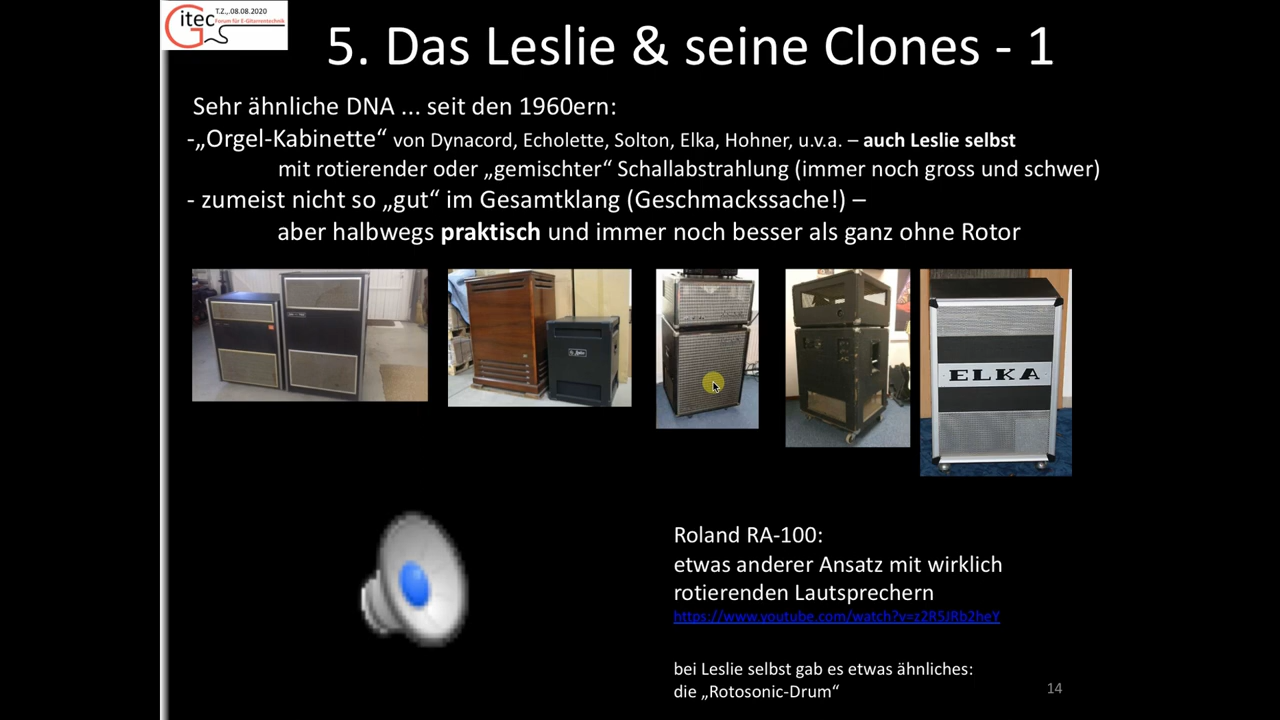 Gitec
T.Z., 08.08.2020
Forum für E-Gitarrentechnik
5. Das Leslie & seine Clones - 1
Sehr ähnliche DNA ... seit den 1960ern:
-„Orgel-Kabinette“ von Dynacord, Echolette, Solton, Elka, Hohner, u.v.a. – auch Leslie selbst
mit rotierender oder „gemischter“ Schallabstrahlung (immer noch gross und schwer)
- zumeist nicht so „gut“ im Gesamtklang (Geschmackssache!) –
aber halbwegs praktisch und immer noch besser als ganz ohne Rotor
ELKA
Roland RA-100:
etwas anderer Ansatz mit wirklich
rotierenden Lautsprechern
https://www.youtube.com/watch?v=z2R5JRb2heY
bei Leslie selbst gab es etwas ähnliches:
die „Rotosonic-Drum“
14